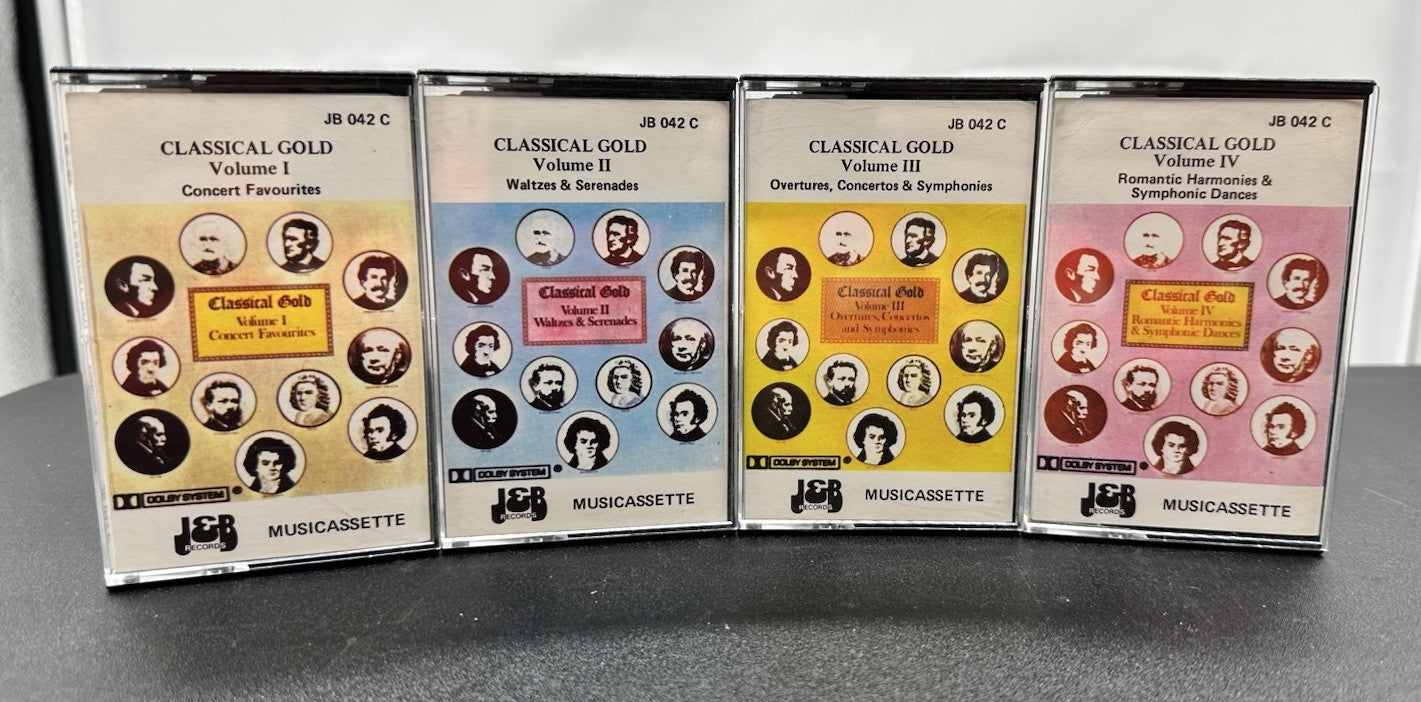 JB 042 C
CLASSICAL GOLD
Volume I
Concert Favourites
Classical Gold
Volume I
Concert Favourites
DOLBY SYSTEM ®
J&B
RECORDS
MUSICASSETTE
JB 042 C
CLASSICAL GOLD
Volume II
Waltzes & Serenades
Classical Gold
Volume II
Waltzes & Serenades
DOLBY SYSTEM ®
J&B
RECORDS
MUSICASSETTE
JB 042 C
CLASSICAL GOLD
Volume III
Overtures, Concertos & Symphonies
Classical Gold
Volume III
Overtures, Concertos
and Symphonies
DOLBY SYSTEM ®
J&B
RECORDS
MUSICASSETTE
JB 042 C
CLASSICAL GOLD
Volume IV
Romantic Harmonies &
Symphonic Dances
Classical Gold
Volume IV
Romantic Harmonies
& Symphonic Dances
DOLBY SYSTEM ®
J&B
RECORDS
MUSICASSETTE